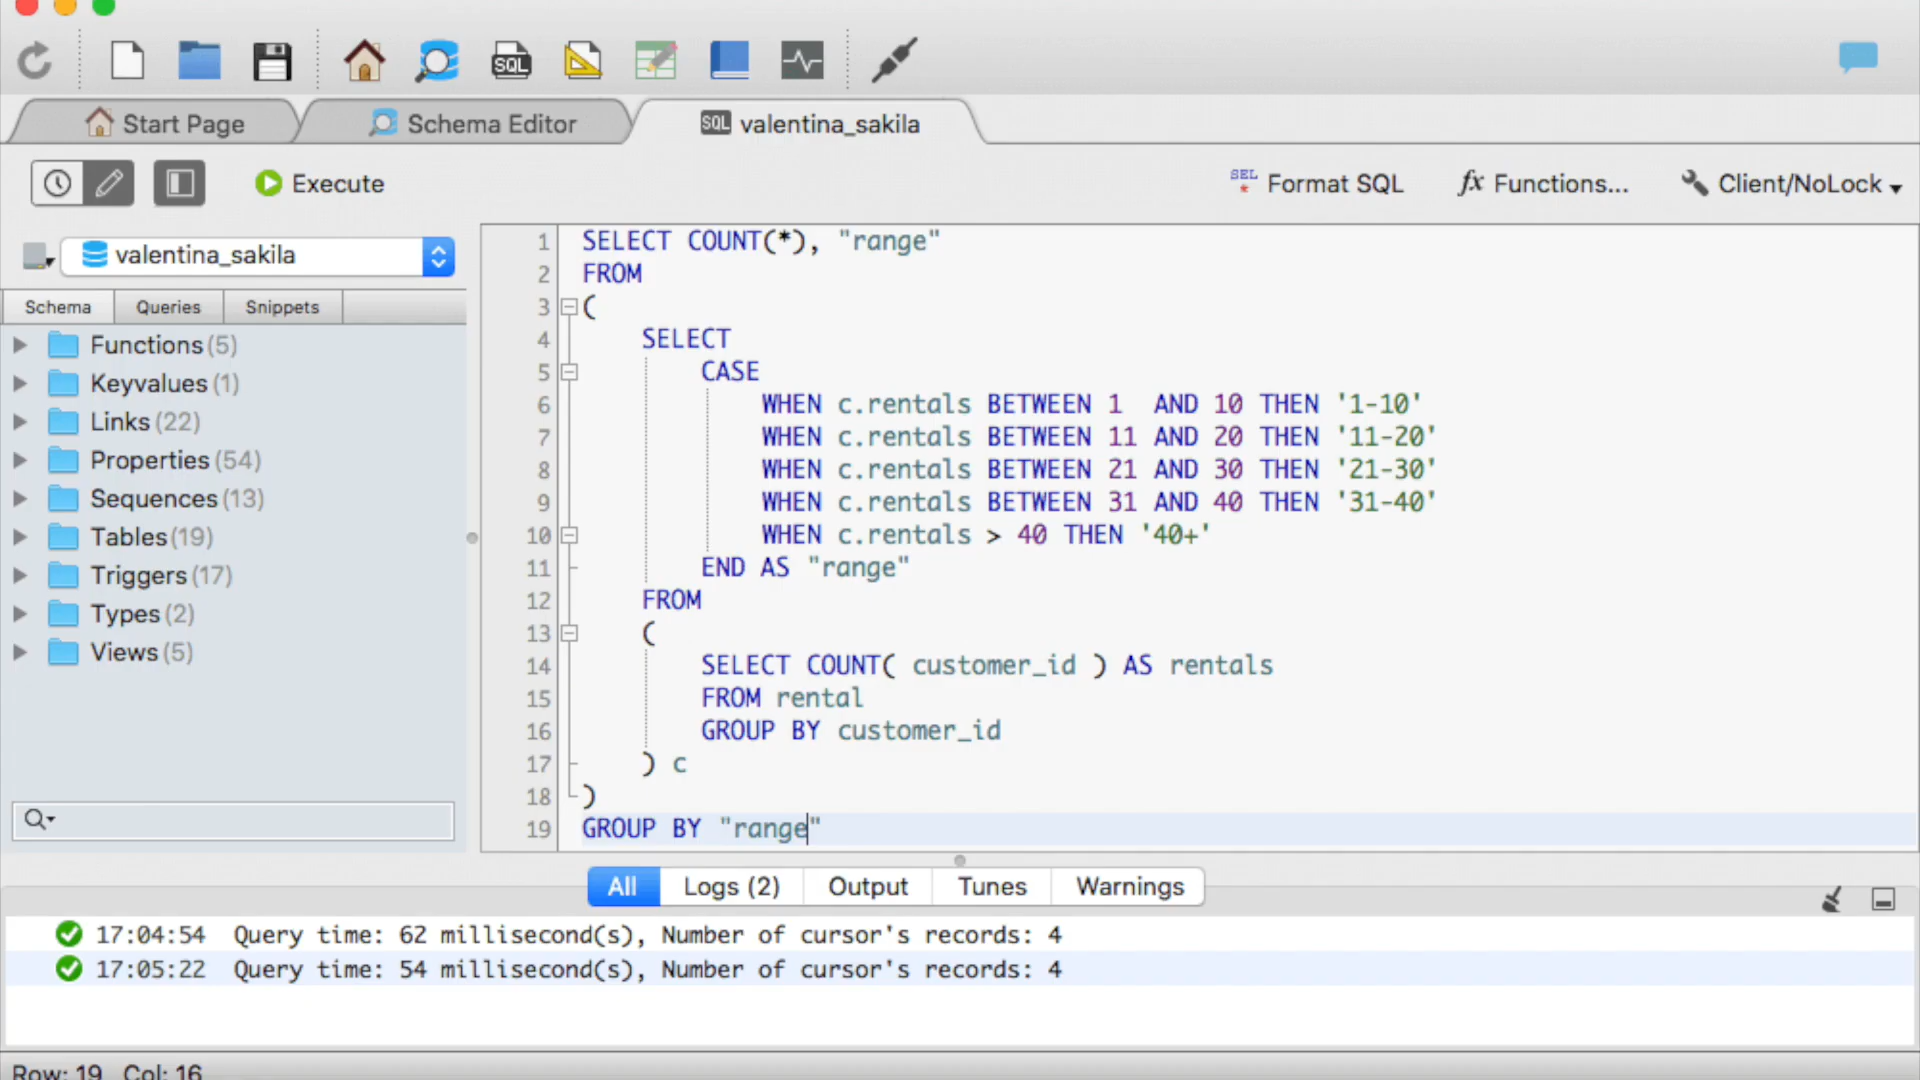 SQL
Start Page
Schema Editor
SQL valentina_sakila
Execute
SEL * Format SQL
fx Functions...
Client/NoLock
valentina_sakila
Schema Queries Snippets
Functions (5)
Keyvalues (1)
Links (22)
Properties (54)
Sequences (13)
Tables (19)
Triggers (17)
Types (2)
Views (5)
1 SELECT COUNT(*), "range"
2 FROM
3 (
4 SELECT
5 CASE
6 WHEN c.rentals BETWEEN 1  AND 10 THEN '1-10'
7 WHEN c.rentals BETWEEN 11 AND 20 THEN '11-20'
8 WHEN c.rentals BETWEEN 21 AND 30 THEN '21-30'
9 WHEN c.rentals BETWEEN 31 AND 40 THEN '31-40'
10 WHEN c.rentals > 40 THEN '40+'
11 END AS "range"
12 FROM
13 (
14 SELECT COUNT( customer_id ) AS rentals
15 FROM rental
16 GROUP BY customer_id
17 ) c
18 )
19 GROUP BY "range"
All Logs (2) Output Tunes Warnings
17:04:54 Query time: 62 millisecond(s), Number of cursor's records: 4
17:05:22 Query time: 54 millisecond(s), Number of cursor's records: 4
Row: 19 Col: 16